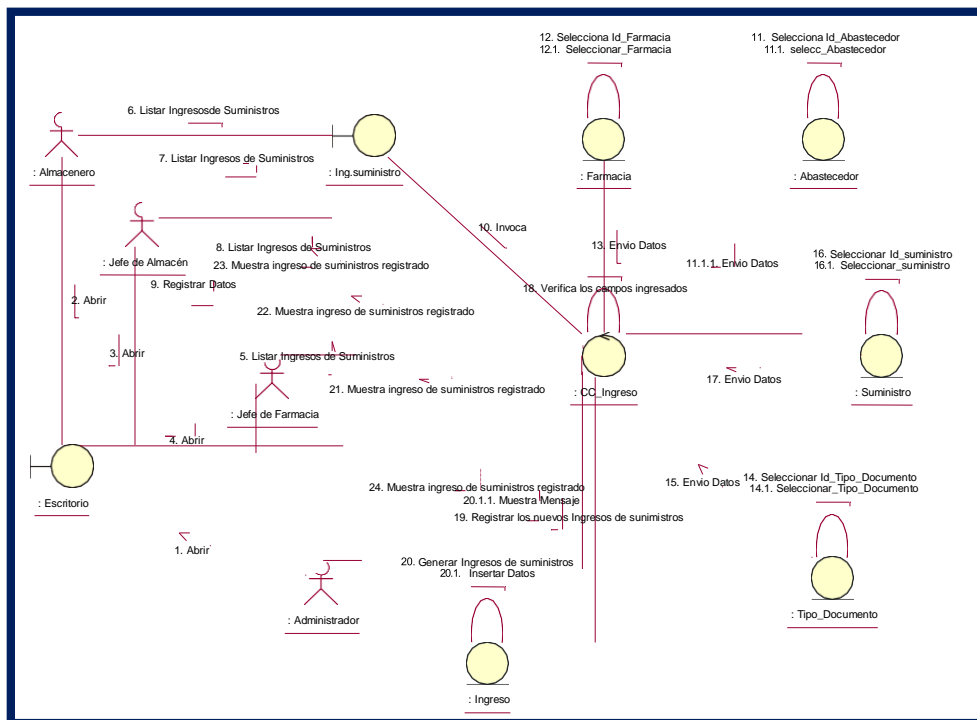 12. Selecciona Id_Farmacia
12.1. Seleccionar_Farmacia
11. Selecciona Id_Abastecedor
11.1. selecc_Abastecedor
6. Listar Ingresosde Suministros
: Almacenero
7. Listar Ingresos de Suministros
: Ing.suministro
: Farmacia
: Abastecedor
10. Invoca
: Jefe de Almacén
8. Listar Ingresos de Suministros
23. Muestra ingreso de suministros registrado
13. Envio Datos
11.1.1. Envio Datos
16. Seleccionar Id_suministro
16.1. Seleccionar_suministro
9. Registrar Datos
18. Verifica los campos ingresados
2. Abrir
22. Muestra ingreso de suministros registrado
3. Abrir
5. Listar Ingresos de Suministros
21. Muestra ingreso de suministros registrado
: CC_Ingreso
17. Envio Datos
: Suministro
: Jefe de Farmacia
4. Abrir
: Escritorio
24. Muestra ingreso de suministros registrado
20.1.1. Muestra Mensaje
19. Registrar los nuevos Ingresos de sunimistros
15. Envio Datos
14. Seleccionar Id_Tipo_Documento
14.1. Seleccionar_Tipo_Documento
1. Abrir
20. Generar Ingresos de suministros
20.1. Insertar Datos
: Administrador
: Tipo_Documento
: Ingreso